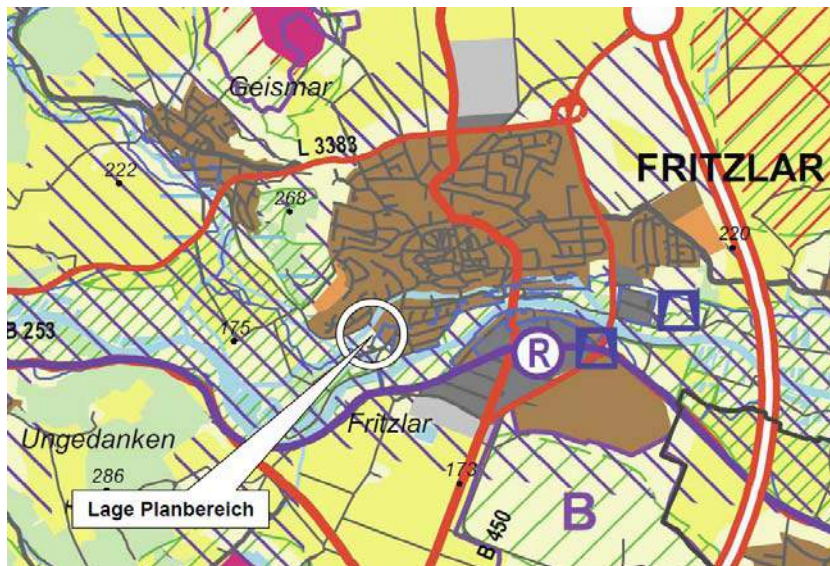 Geismar
L 3383
FRITZLAR
222
268
220
B 253
175
R
Fritzlar
Ungedanken
286
173
Lage Planbereich
B 450
B